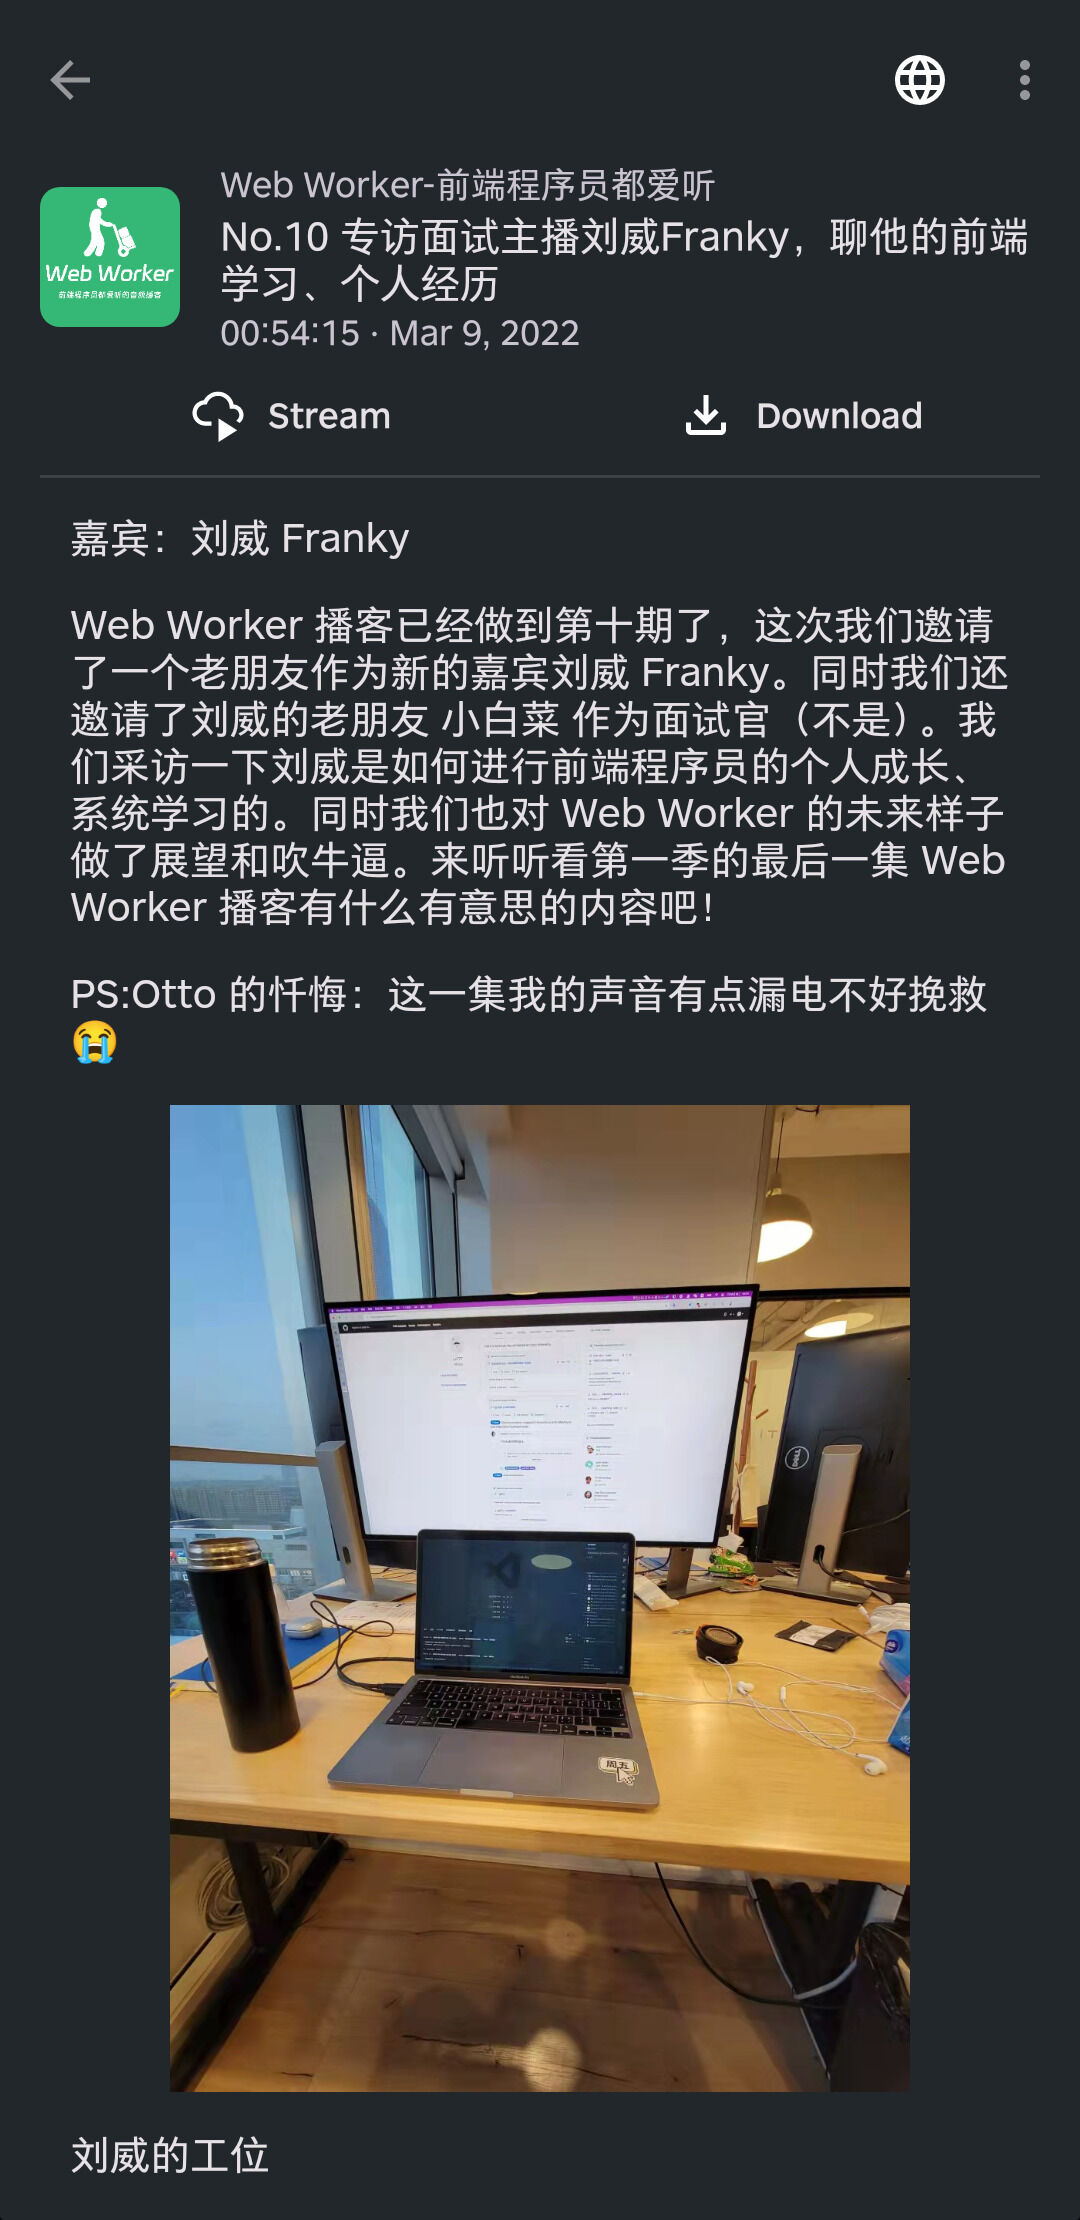 Web Worker-前端程序员都爱听
No.10 专访面试主播刘威Franky，聊他的前端
学习、个人经历
00:54:15 · Mar 9, 2022
Web Worker
前端程序员都爱听的音频播客
Stream
Download
嘉宾：刘威 Franky
Web Worker 播客已经做到第十期了，这次我们邀请
了一个老朋友作为新的嘉宾刘威 Franky。同时我们还
邀请了刘威的老朋友 小白菜 作为面试官（不是）。我
们采访一下刘威是如何进行前端程序员的个人成长、
系统学习的。同时我们也对 Web Worker 的未来样子
做了展望和吹牛逼。来听听看第一季的最后一集 Web
Worker 播客有什么有意思的内容吧！
PS:Otto 的忏悔：这一集我的声音有点漏电不好挽救
😭
DELL
周五
刘威的工位